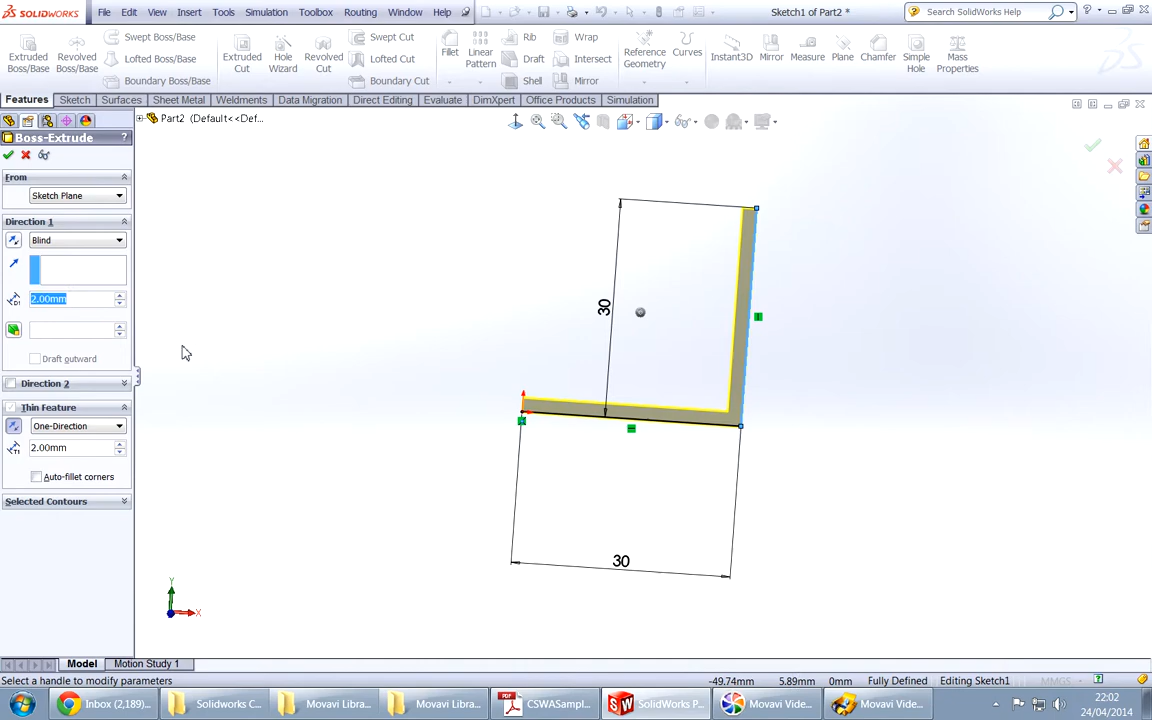 SOLIDWORKS File Edit View Insert Tools Simulation Toolbox Routing Window Help Sketch1 of Part2 * Search SolidWorks Help
Extruded Boss/Base Revolved Boss/Base Swept Boss/Base Lofted Boss/Base Boundary Boss/Base Extruded Cut Hole Wizard Revolved Cut Swept Cut Lofted Cut Boundary Cut Fillet Linear Pattern Rib Draft Shell Wrap Intersect Mirror Reference Geometry Curves Instant3D Mirror Measure Plane Chamfer Simple Hole Mass Properties
Features Sketch Surfaces Sheet Metal Weldments Data Migration Direct Editing Evaluate DimXpert Office Products Simulation
Part2 (Default<<Def...
Boss-Extrude ?
From
Sketch Plane
Direction 1
Blind
2.00mm
Draft outward
Direction 2
Thin Feature
One-Direction
2.00mm
Auto-fillet corners
Selected Contours
30
30
Y
X
Model Motion Study 1
Select a handle to modify parameters -49.74mm 5.89mm 0mm Fully Defined Editing Sketch1 MMGS
Inbox (2,189)... Solidworks C... Movavi Libra... Movavi Libra... CSWASampl... SolidWorks P... Movavi Vide... Movavi Vide... 22:02
24/04/2014